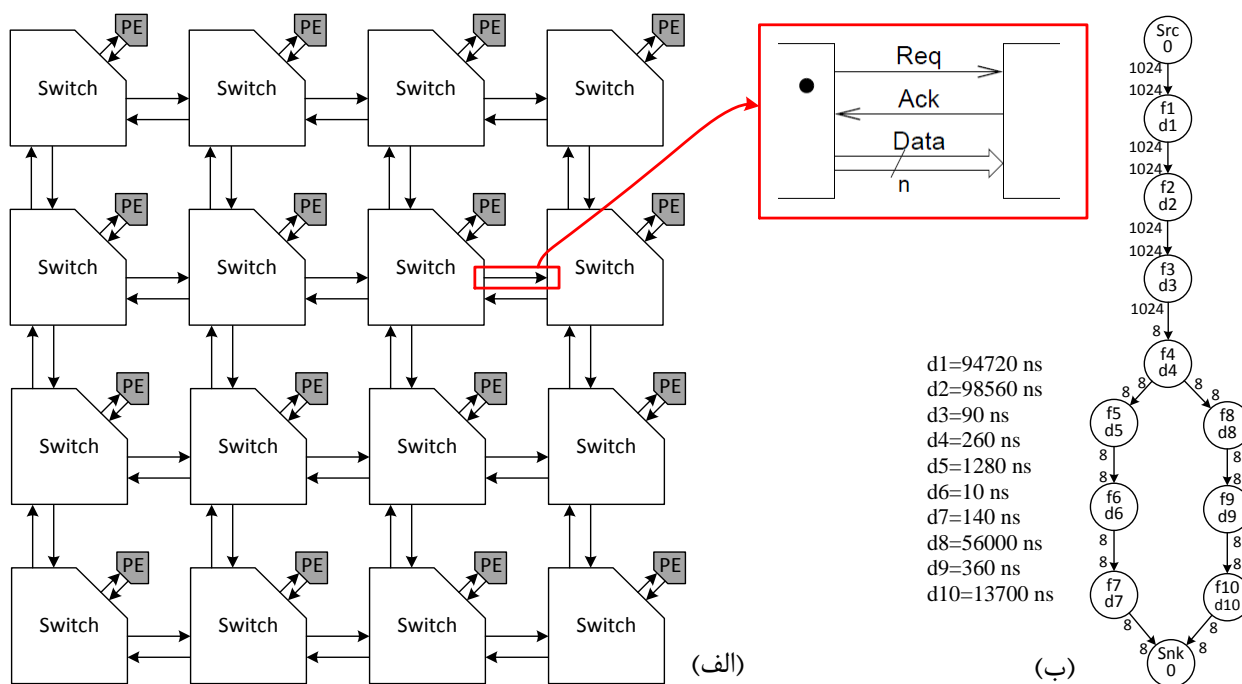 PE PE PE PE
Switch Switch Switch Switch
PE PE PE PE
Switch Switch Switch Switch
PE PE PE PE
Switch Switch Switch Switch
PE PE PE PE
Switch Switch Switch Switch
(الف)
Req
Ack
Data
n
d1=94720 ns
d2=98560 ns
d3=90 ns
d4=260 ns
d5=1280 ns
d6=10 ns
d7=140 ns
d8=56000 ns
d9=360 ns
d10=13700 ns
Src
0
1024
1024
f1
d1
1024
1024
f2
d2
1024
1024
f3
d3
1024
8
f4
d4
8 8
8 8
f5 f8
d5 d8
8 8
8 8
f6 f9
d6 d9
8 8
8 8
f7 f10
d7 d10
8 8
8 8
Snk
0
(ب)